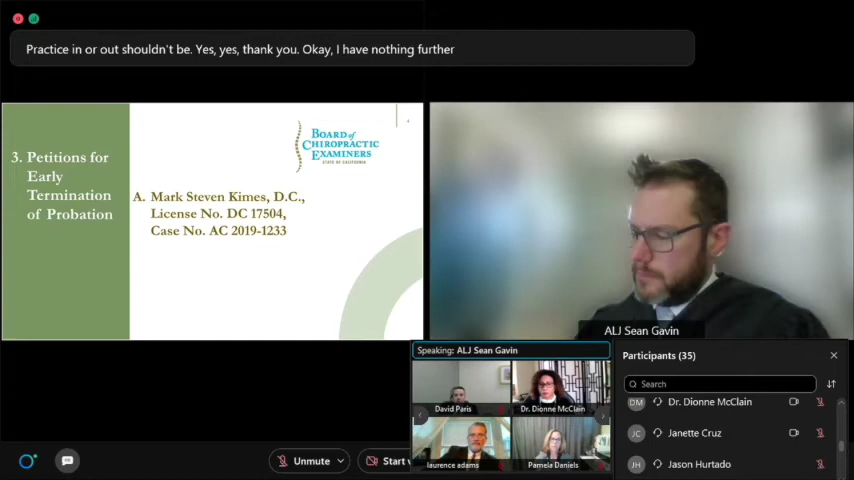 Practice in or out shouldn't be. Yes, yes, thank you. Okay, I have nothing further
3. Petitions for
Early
Termination
of Probation
BOARD of
CHIROPRACTIC
EXAMINERS
STATE OF CALIFORNIA
A. Mark Steven Kimes, D.C.,
License No. DC 17504,
Case No. AC 2019-1233
ALJ Sean Gavin
Speaking: ALJ Sean Gavin
David Paris
Dr. Dionne McClain
laurence adams
Pamela Daniels
Participants (35)
Search
DM Dr. Dionne McClain
JC Janette Cruz
JH Jason Hurtado
Unmute
Start v